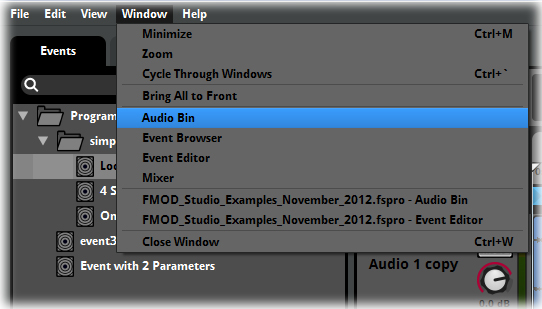 File Edit View Window Help
Events
Minimize Ctrl+M
Zoom
Cycle Through Windows Ctrl+`
Bring All to Front
Audio Bin
Event Browser
Event Editor
Mixer
FMOD_Studio_Examples_November_2012.fspro - Audio Bin
FMOD_Studio_Examples_November_2012.fspro - Event Editor
Close Window Ctrl+W
Program
simp
Loo
4 S
On
event3
Event with 2 Parameters
Audio 1 copy
0.0 dB